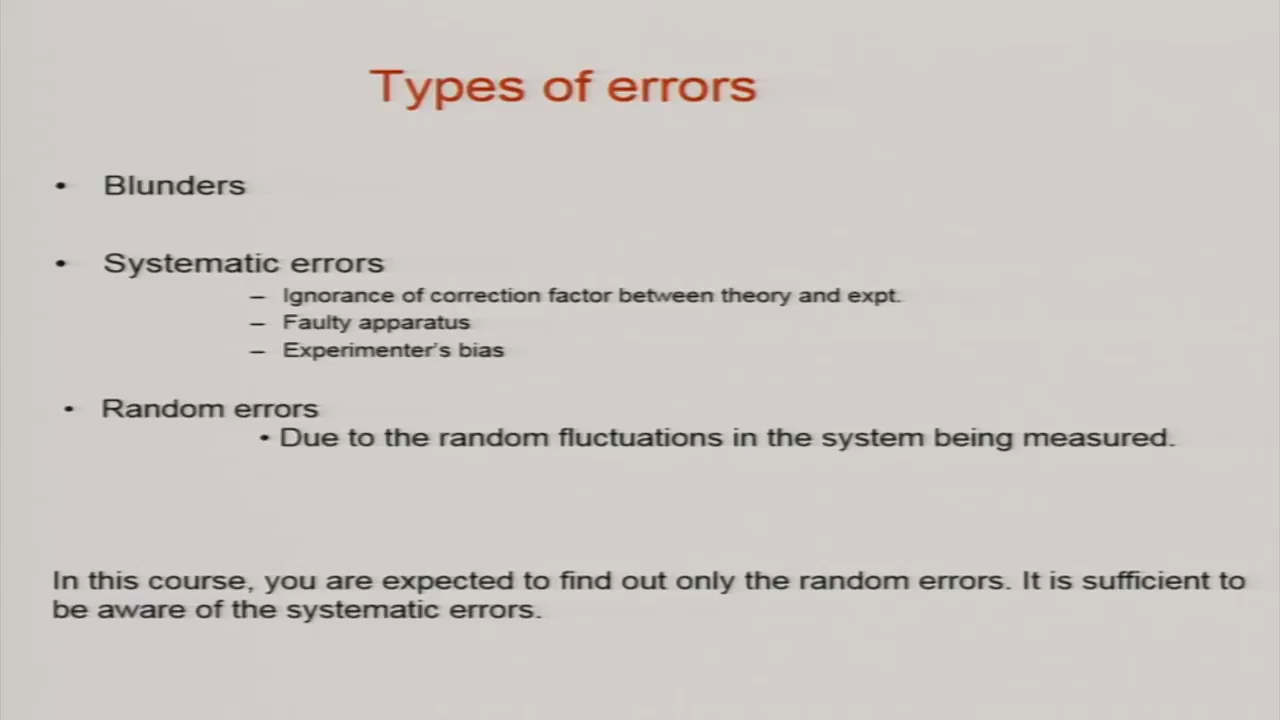 Types of errors
• Blunders
• Systematic errors
– Ignorance of correction factor between theory and expt.
– Faulty apparatus
– Experimenter's bias
• Random errors
• Due to the random fluctuations in the system being measured.
In this course, you are expected to find out only the random errors. It is sufficient to
be aware of the systematic errors.